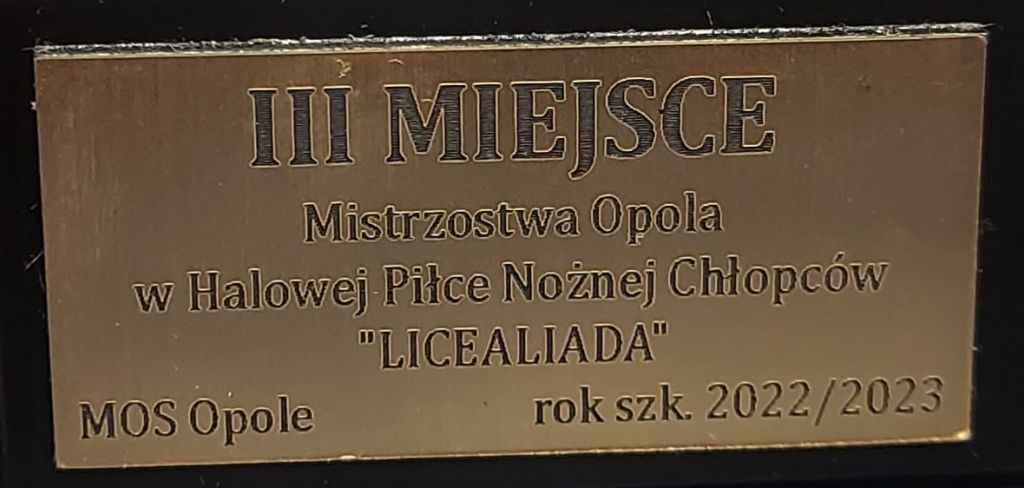 III MIEJSCE
Mistrzostwa Opola
w Halowej Piłce Nożnej Chłopców
"LICEALIADA"
MOS Opole rok szk. 2022/2023